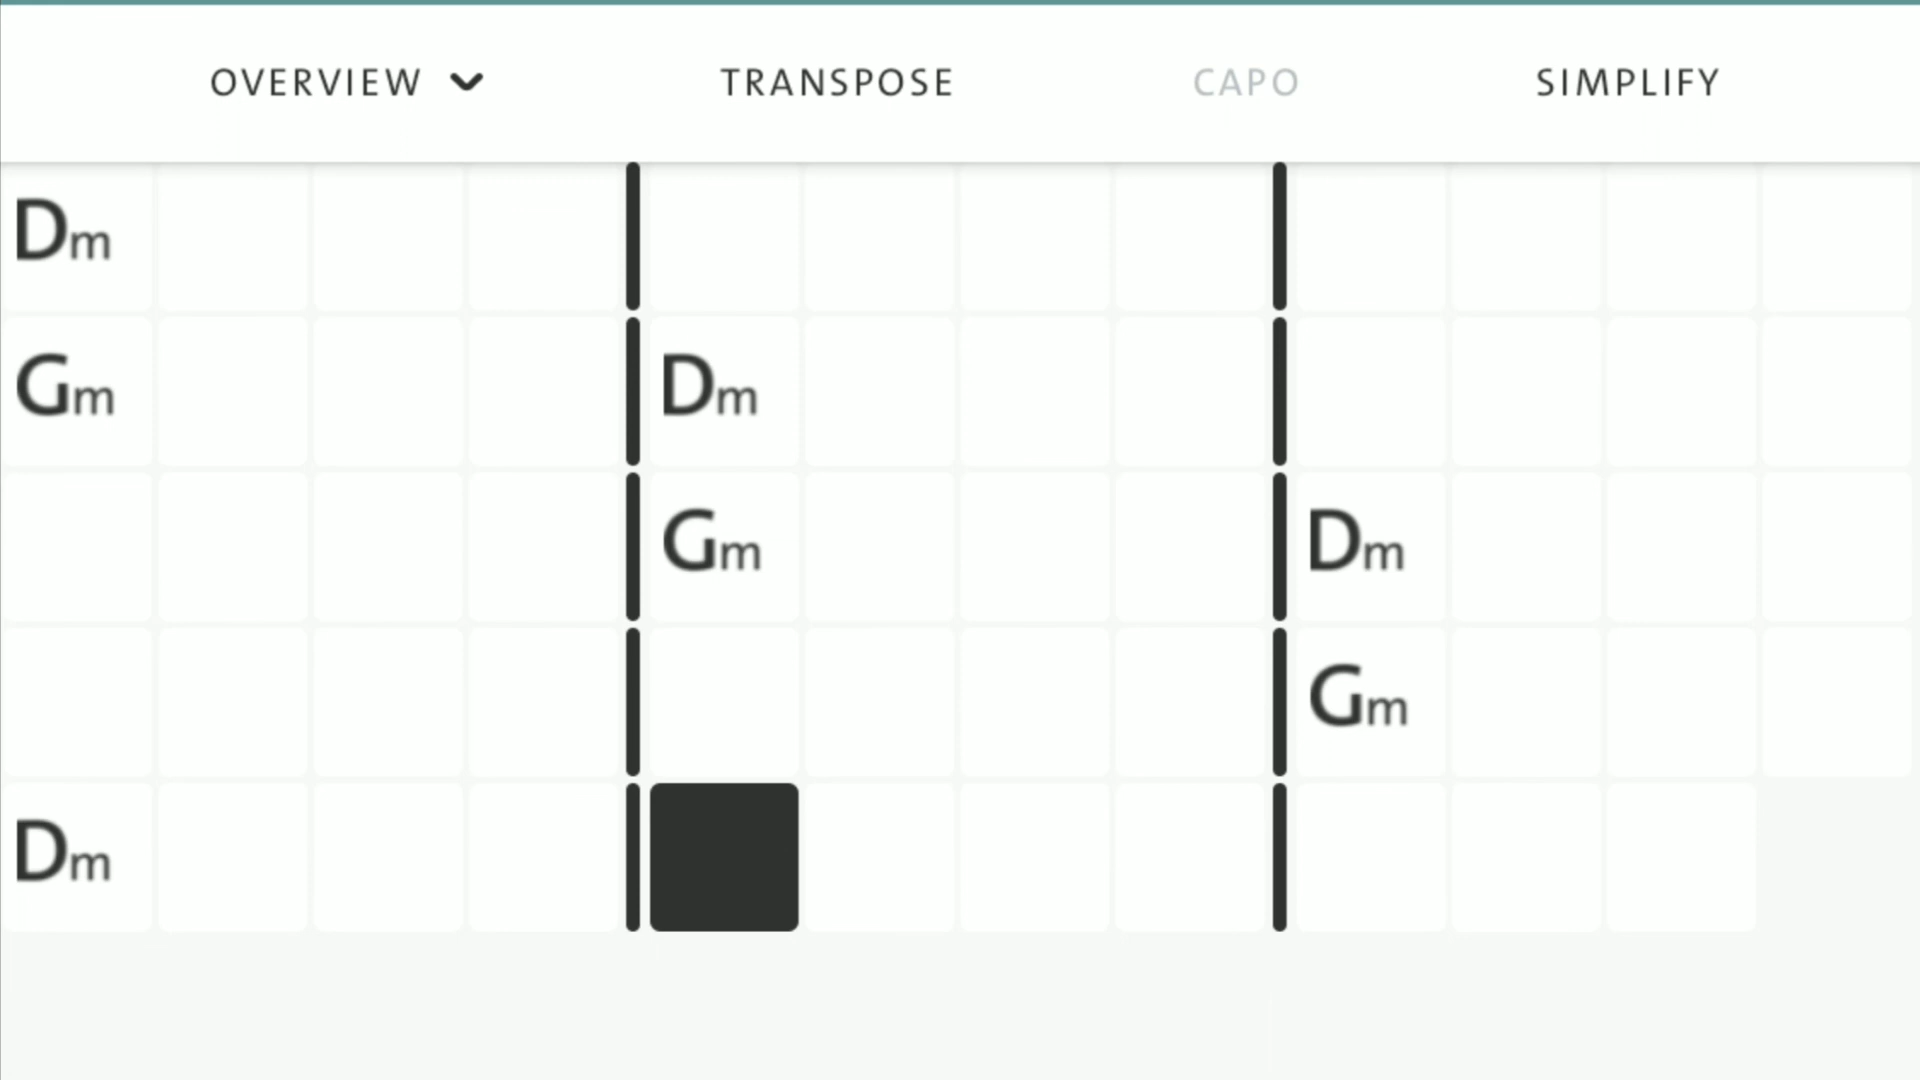 OVERVIEW TRANSPOSE CAPO SIMPLIFY
Dm
Gm Dm
Gm Dm
Gm
Dm